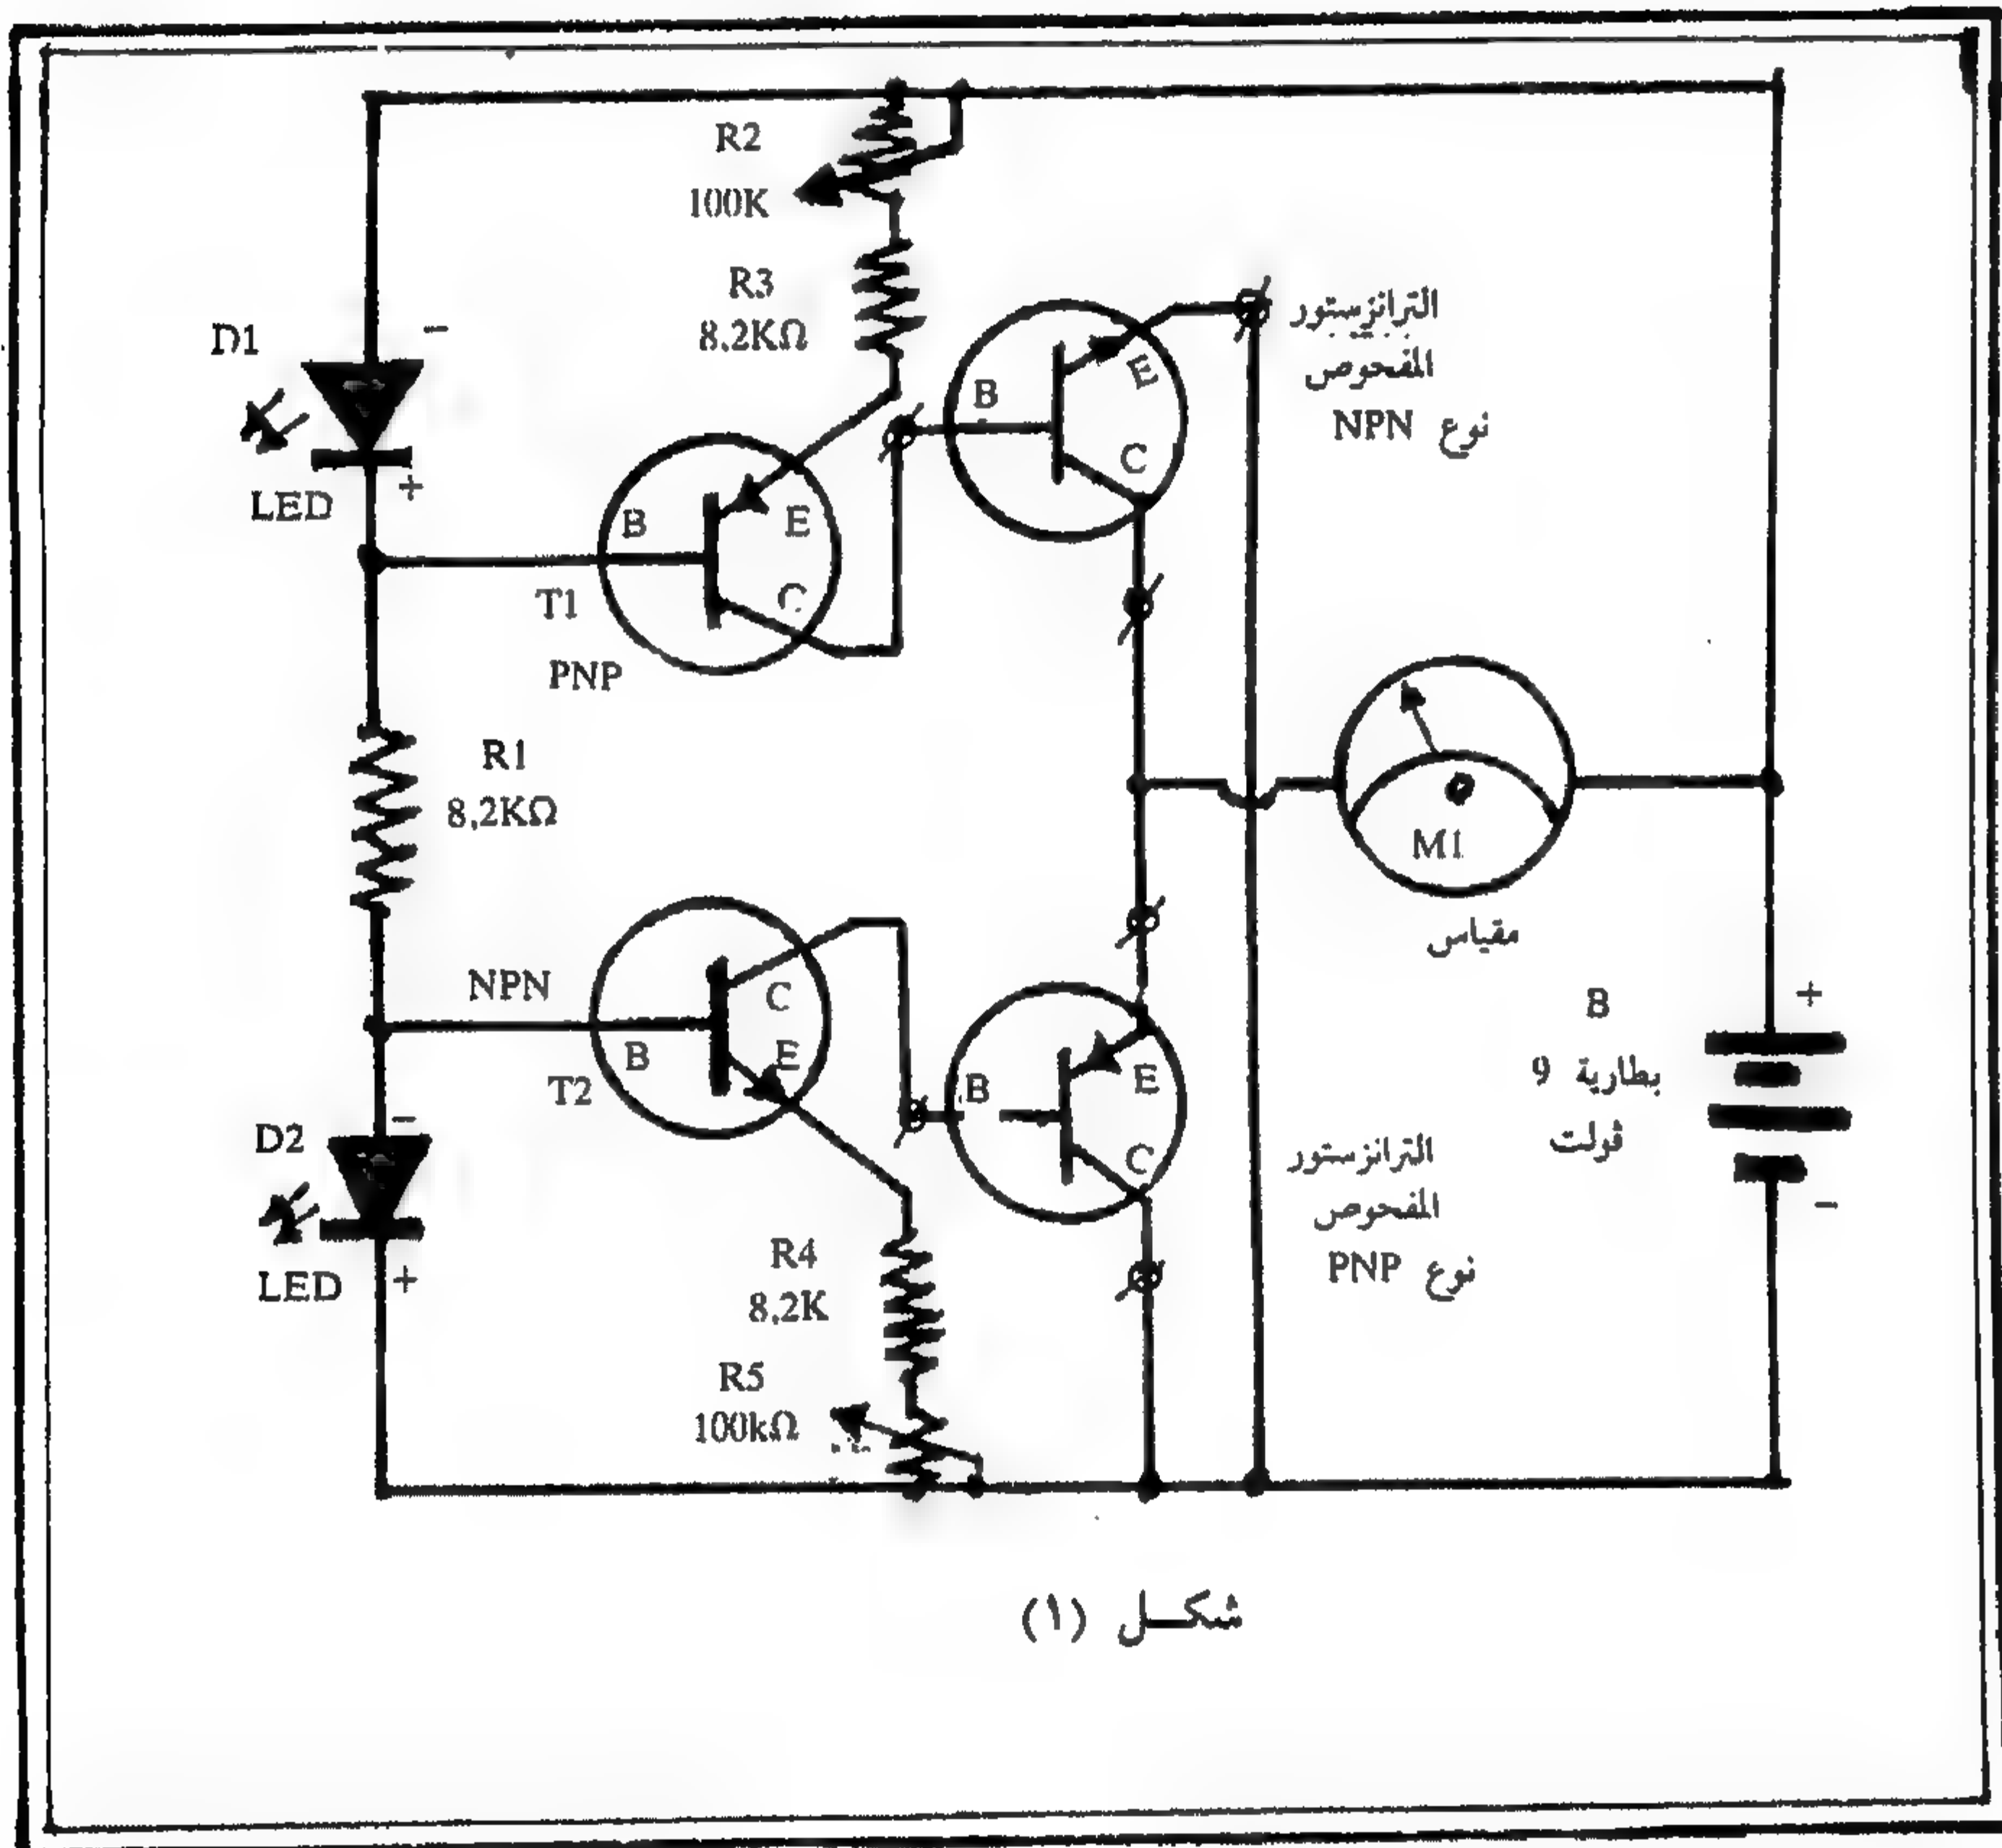 R2
100K
R3
8.2KΩ
D1
-
+
LED
B
E
C
T1
PNP
B
E
C
الترانزيستور
المفحوص
نوع NPN
R1
8.2KΩ
M1
مقياس
NPN
B
C
E
T2
B
E
C
الترانزستور
المفحوص
نوع PNP
D2
-
+
LED
R4
8.2K
R5
100kΩ
B
بطارية 9
ڤولت
+
-
شكل (١)